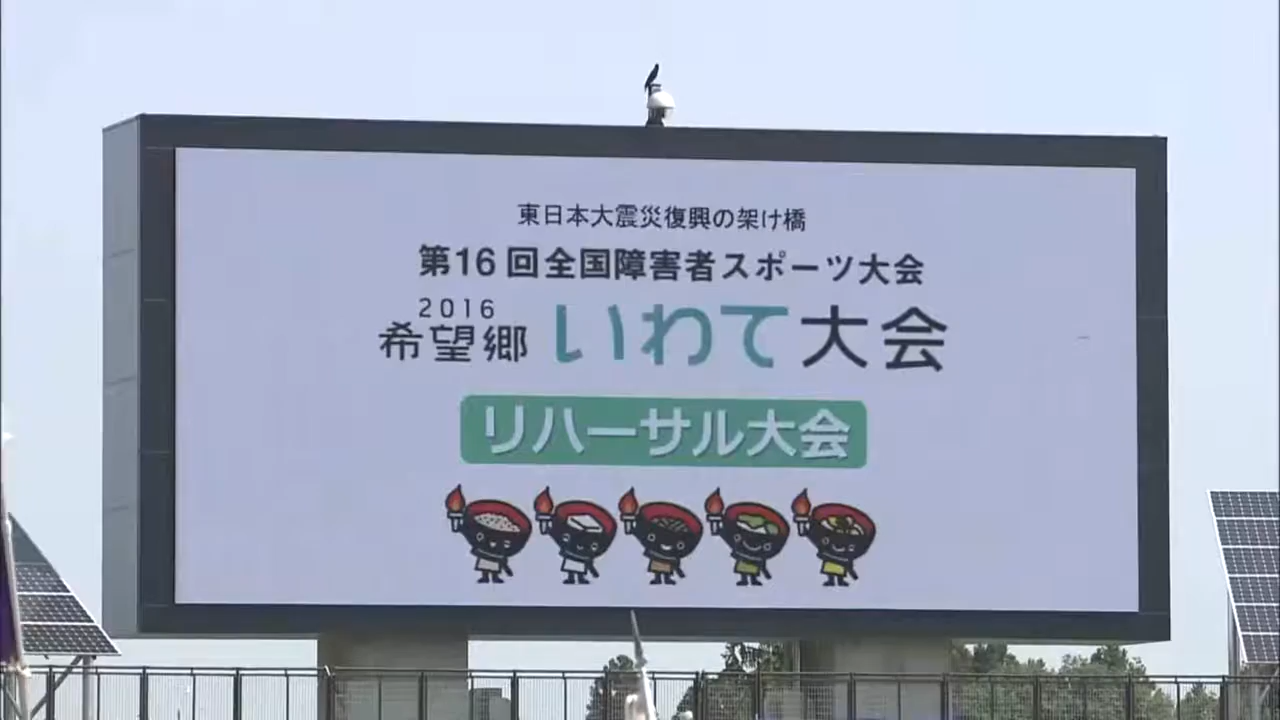 東日本大震災復興の架け橋
第16回全国障害者スポーツ大会
2016
希望郷 いわて大会
リハーサル大会